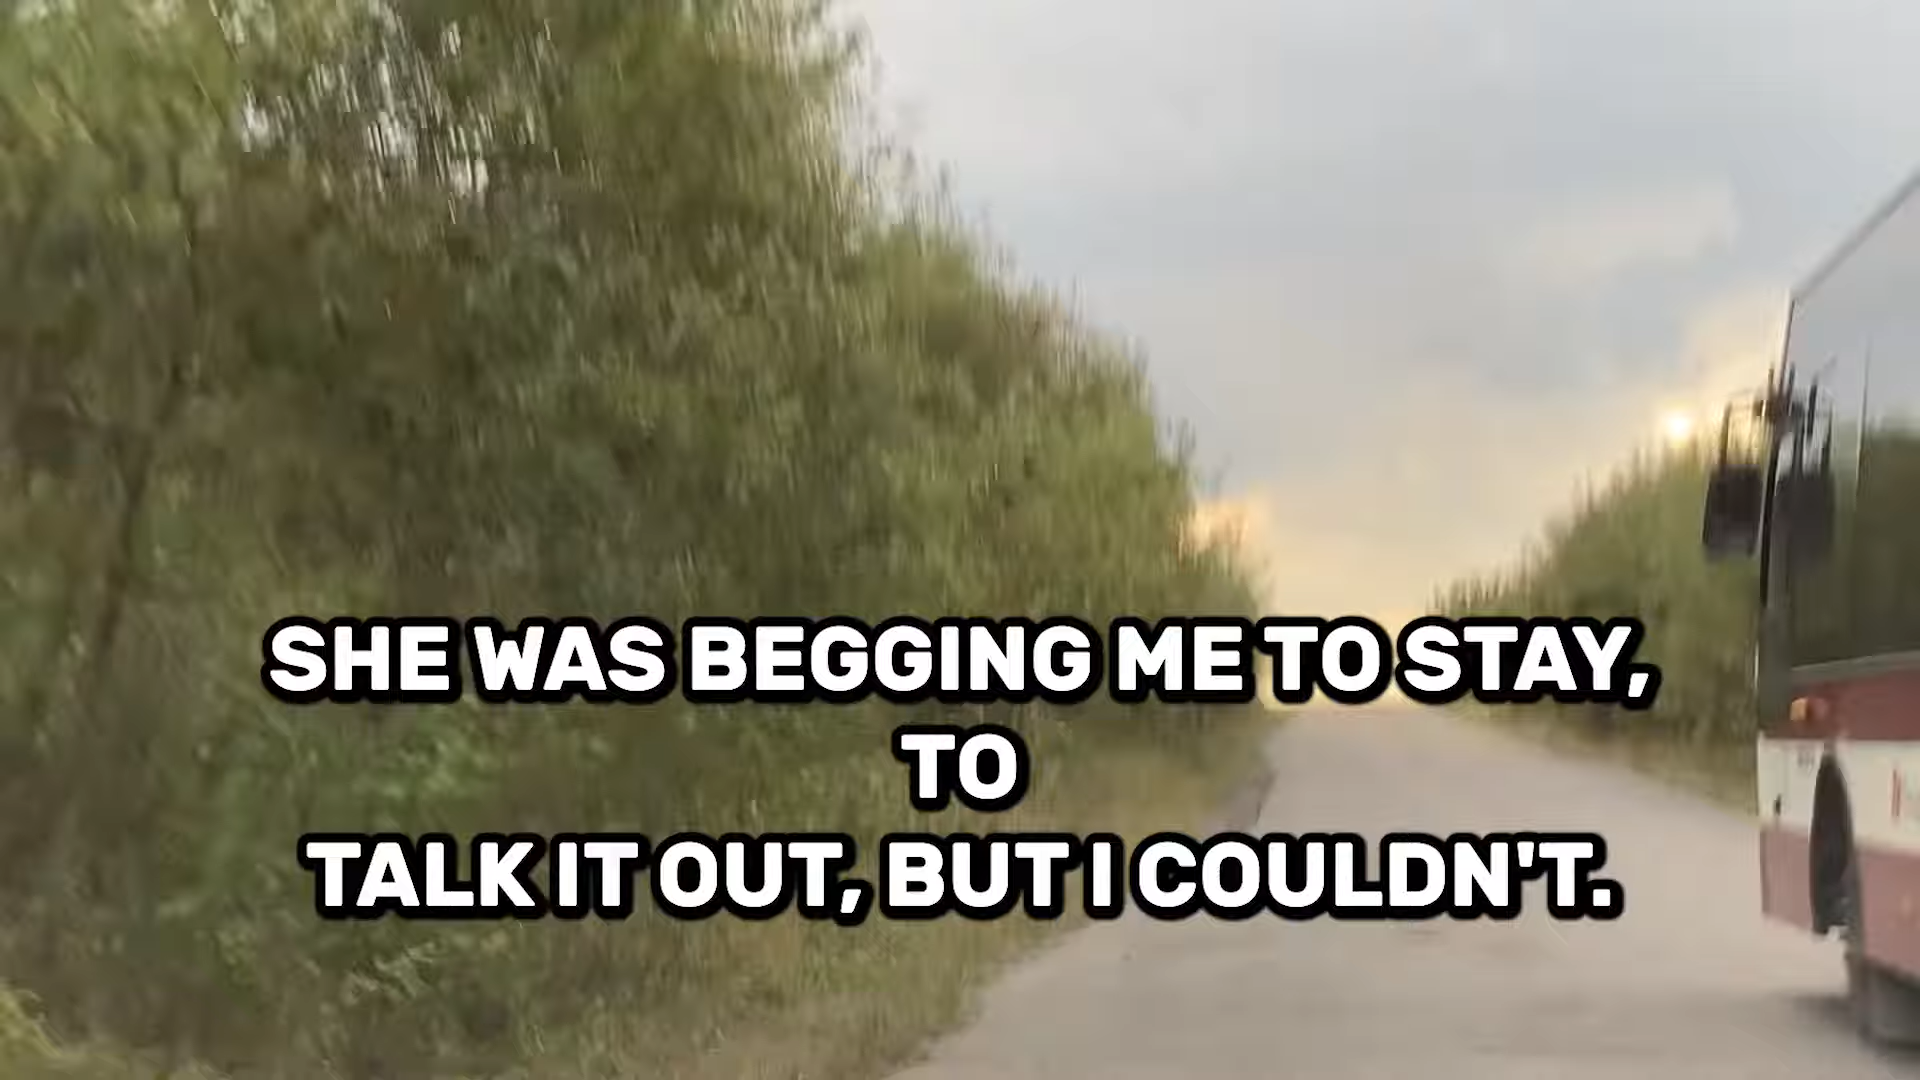 SHE WAS BEGGING ME TO STAY,
TO
TALK IT OUT, BUT I COULDN'T.